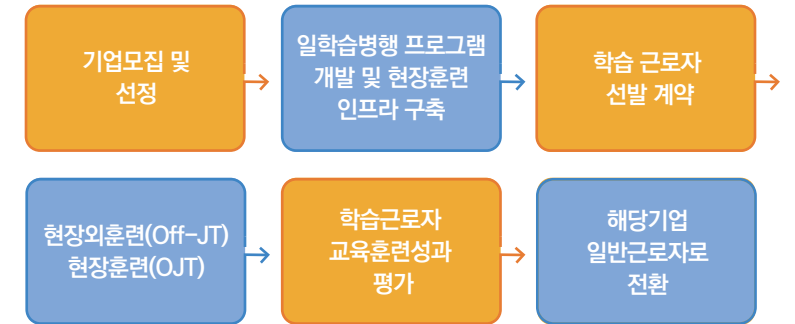 기업모집 및
선정
일학습병행 프로그램
개발 및 현장훈련
인프라 구축
학습 근로자
선발 계약
현장외훈련(Off-JT)
현장훈련(OJT)
학습근로자
교육훈련성과
평가
해당기업
일반근로자로
전환